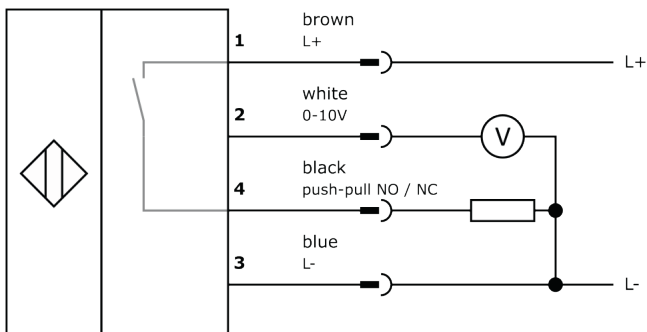 brown
1 L+
L+
white
2 0-10V
V
black
4 push-pull NO / NC
blue
3 L-
L-